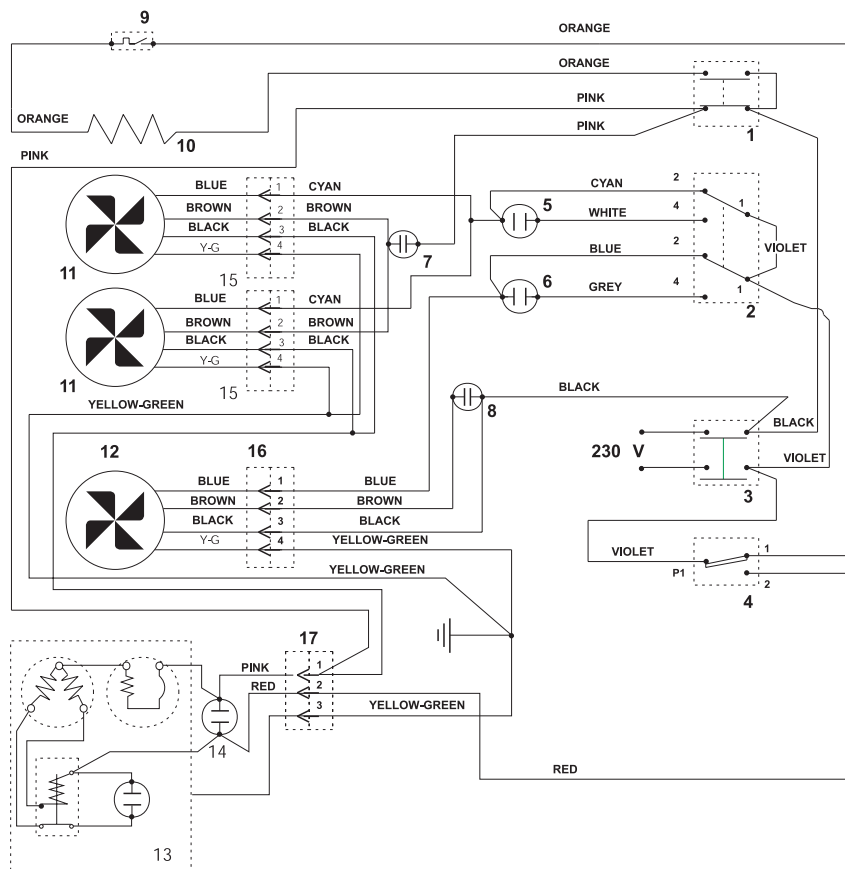 9
ORANGE
ORANGE
PINK
ORANGE
10
1
PINK
PINK
BLUE 1 CYAN
BROWN 2 BROWN
BLACK 3 BLACK
Y-G 4
11
15
7
CYAN 2
5
1
WHITE 4
BLUE 2
VIOLET
6
GREY 4
1
2
BLUE 1 CYAN
BROWN 2 BROWN
BLACK 3 BLACK
Y-G 4
11
15
YELLOW-GREEN
8
BLACK
BLACK
230 V
VIOLET
3
12
16
BLUE 1 BLUE
BROWN 2 BROWN
BLACK 3 BLACK
Y-G 4 YELLOW-GREEN
YELLOW-GREEN
VIOLET
P1
1
2
4
17
PINK 1
RED 2
3 YELLOW-GREEN
14
RED
13